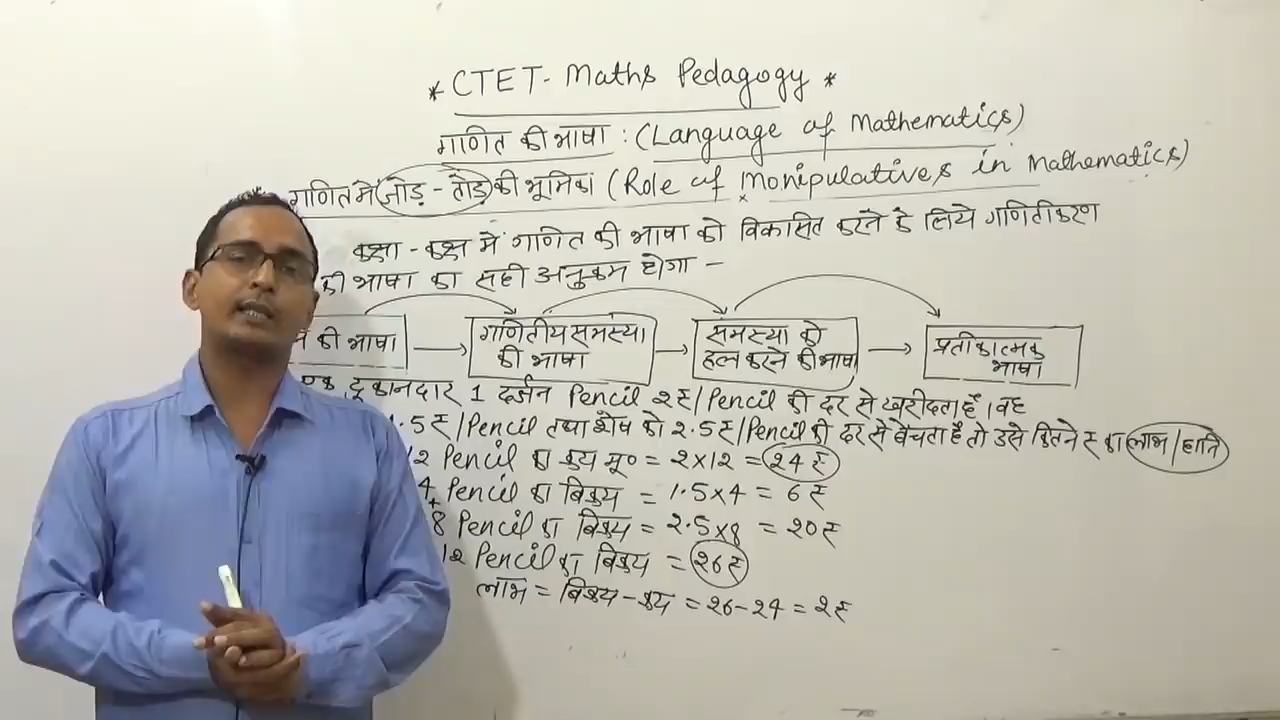 * CTET - Maths Pedagogy *
गणित की भाषा : (Language of Mathematics)
गणित में जोड़ - तोड़ की भूमिका (Role of Monipulatives in Mathematics)
कक्षा - कक्ष में गणित की भाषा को विकासित करने के लिये गणितीकरण
की भाषा का सही अनुक्रम होगा -
की भाषा → गणितीय समस्या की भाषा → समस्या को हल करने की भाषा → प्रतीकात्मक भाषा
एक दूकानदार 1 दर्जन Pencil 2₹/Pencil की दर से खरीदता है। वह
1.5₹/Pencil तथा शेष को 2.5₹/Pencil की दर से बेचता है तो उसे कितने ₹ का लाभ/हानि
12 Pencil का क्रय मू० = 2×12 = 24 ₹
4 Pencil का विक्रय = 1.5×4 = 6 ₹
+
8 Pencil का विक्रय = 2.5×8 = 20 ₹
12 Pencil का विक्रय = 26 ₹
लाभ = विक्रय - क्रय = 26-24 = 2 ₹